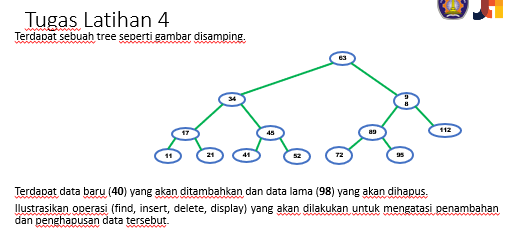 Tugas Latihan 4
Terdapat sebuah tree seperti gambar disamping.
63
34
9
8
17
45
89
112
11
21
41
52
72
95
Terdapat data baru (40) yang akan ditambahkan dan data lama (98) yang akan dihapus.
Ilustrasikan operasi (find, insert, delete, display) yang akan dilakukan untuk mengatasi penambahan
dan penghapusan data tersebut.